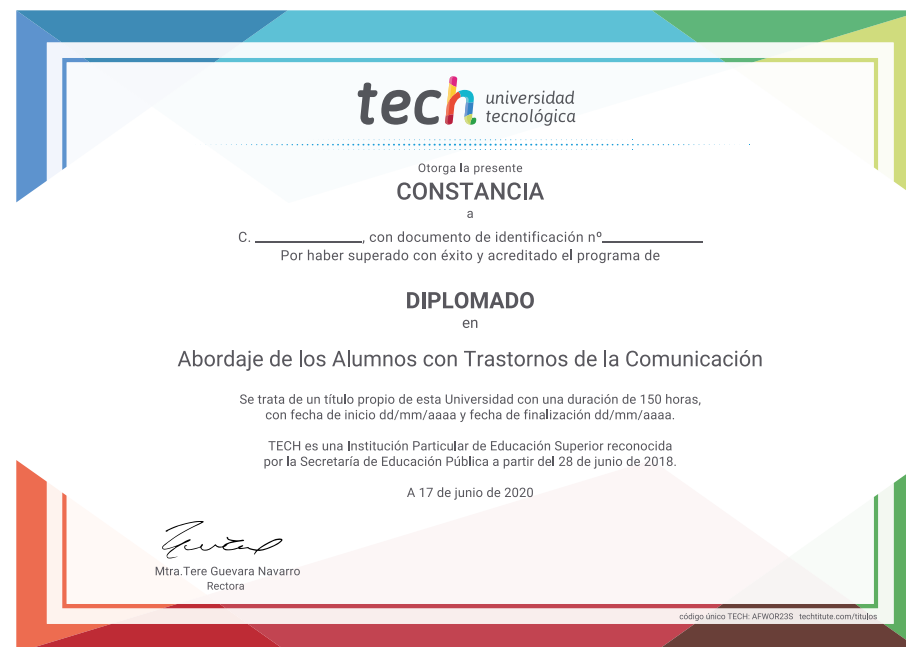 tech universidad
tecnológica
Otorga la presente
CONSTANCIA
a
C. ____________, con documento de identificación nº____________
Por haber superado con éxito y acreditado el programa de
DIPLOMADO
en
Abordaje de los Alumnos con Trastornos de la Comunicación
Se trata de un título propio de esta Universidad con una duración de 150 horas,
con fecha de inicio dd/mm/aaaa y fecha de finalización dd/mm/aaaa.
TECH es una Institución Particular de Educación Superior reconocida
por la Secretaría de Educación Pública a partir del 28 de junio de 2018.
A 17 de junio de 2020
Mtra.Tere Guevara Navarro
Rectora
código único TECH: AFWOR23S techtitute.com/titulos